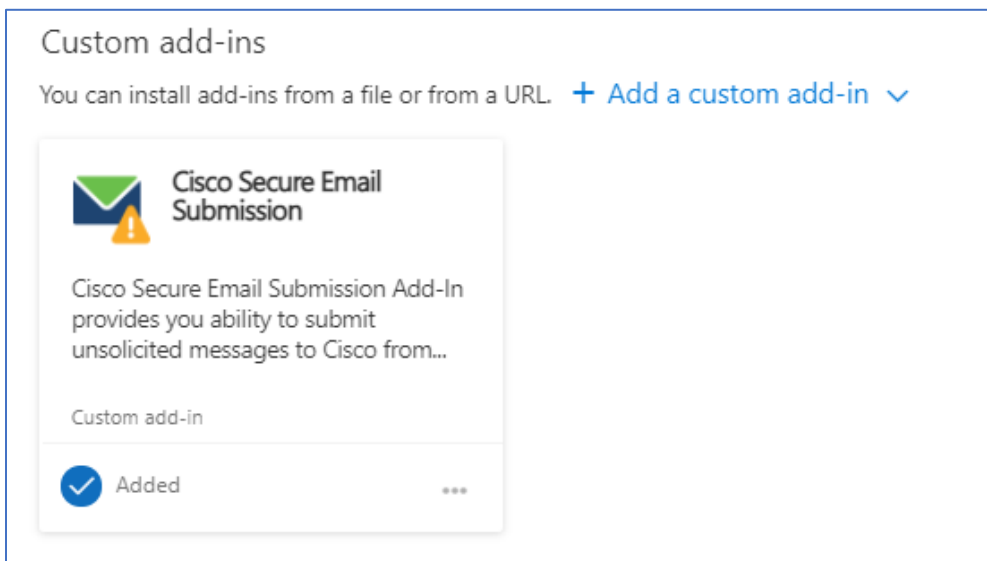 Custom add-ins
You can install add-ins from a file or from a URL. + Add a custom add-in
Cisco Secure Email
Submission
Cisco Secure Email Submission Add-In
provides you ability to submit
unsolicited messages to Cisco from...
Custom add-in
Added